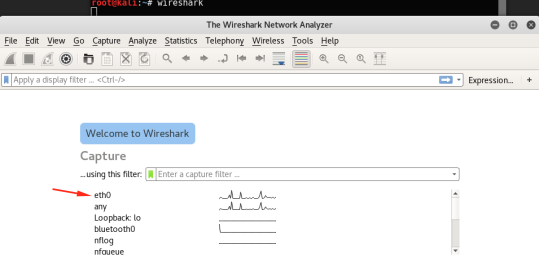 root@kali:~# wireshark
The Wireshark Network Analyzer
File Edit View Go Capture Analyze Statistics Telephony Wireless Tools Help
Apply a display filter ... <Ctrl-/> Expression... +
Welcome to Wireshark
Capture
...using this filter: Enter a capture filter ...
eth0
any
Loopback: lo
bluetooth0
nflog
nfqueue